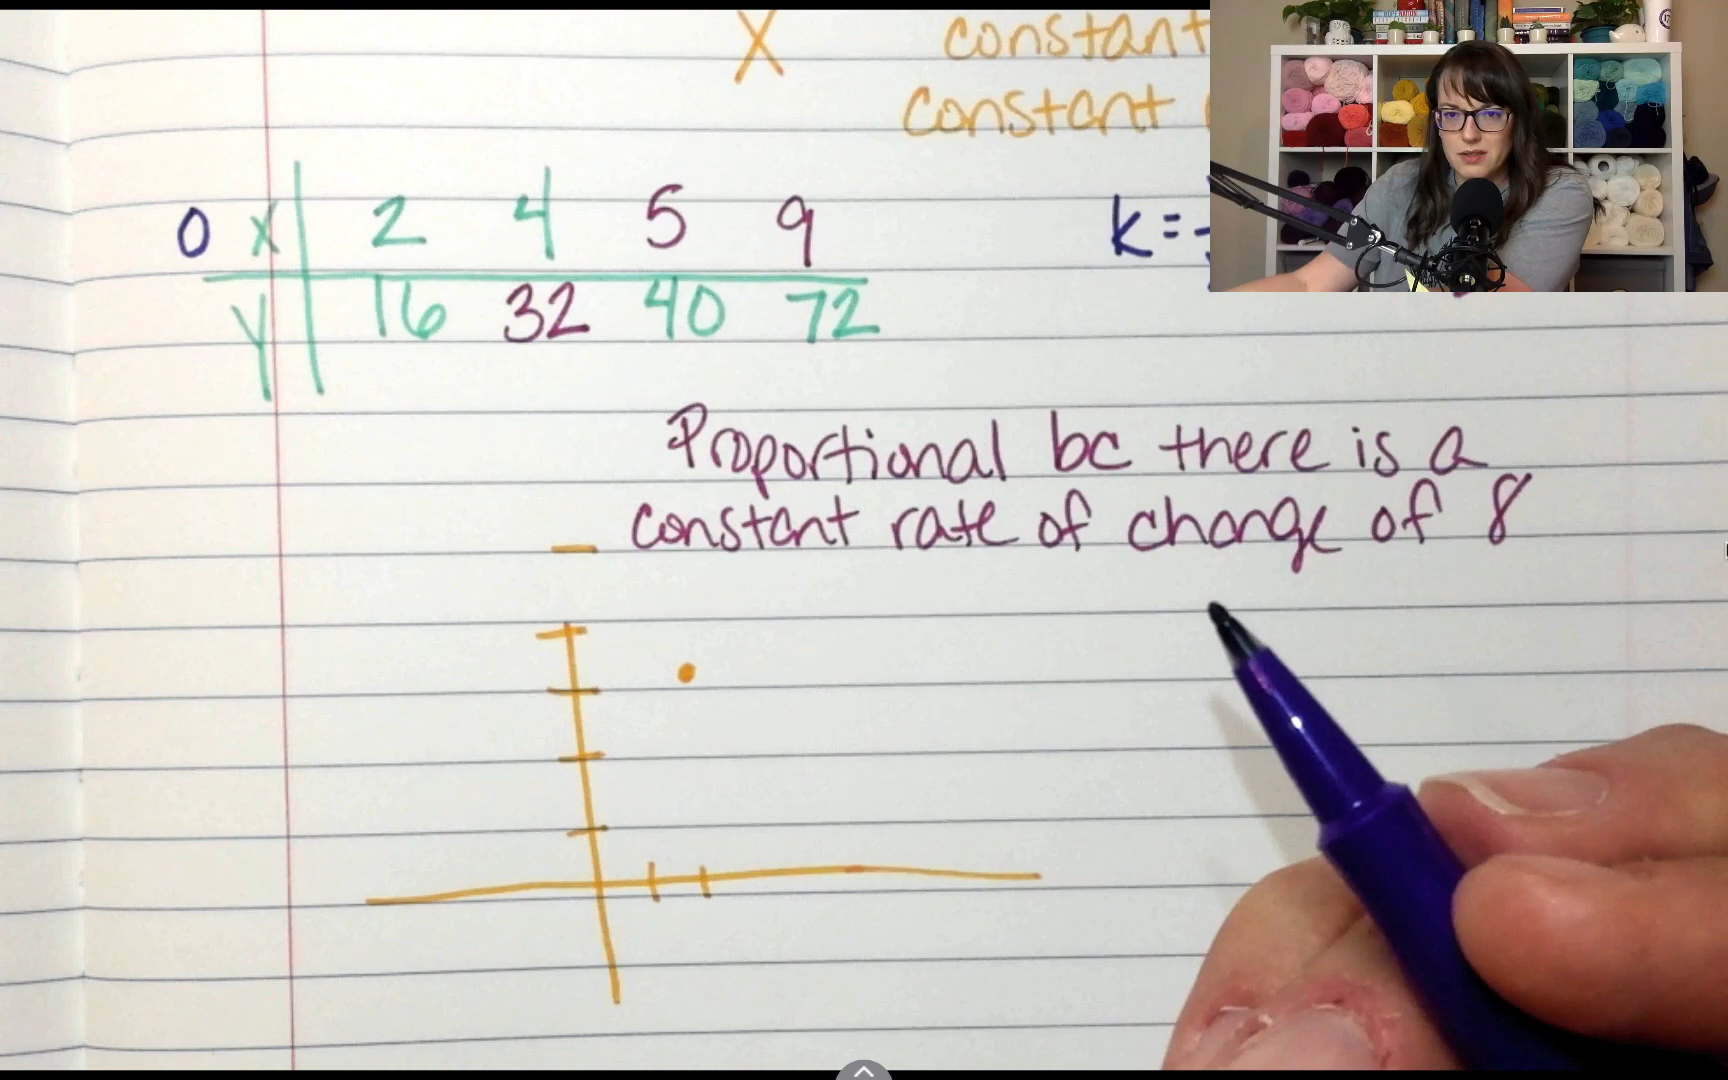 X constant
constant
0 x 2 4 5 9 k=
y 16 32 40 72
Proportional bc there is a
constant rate of change of 8